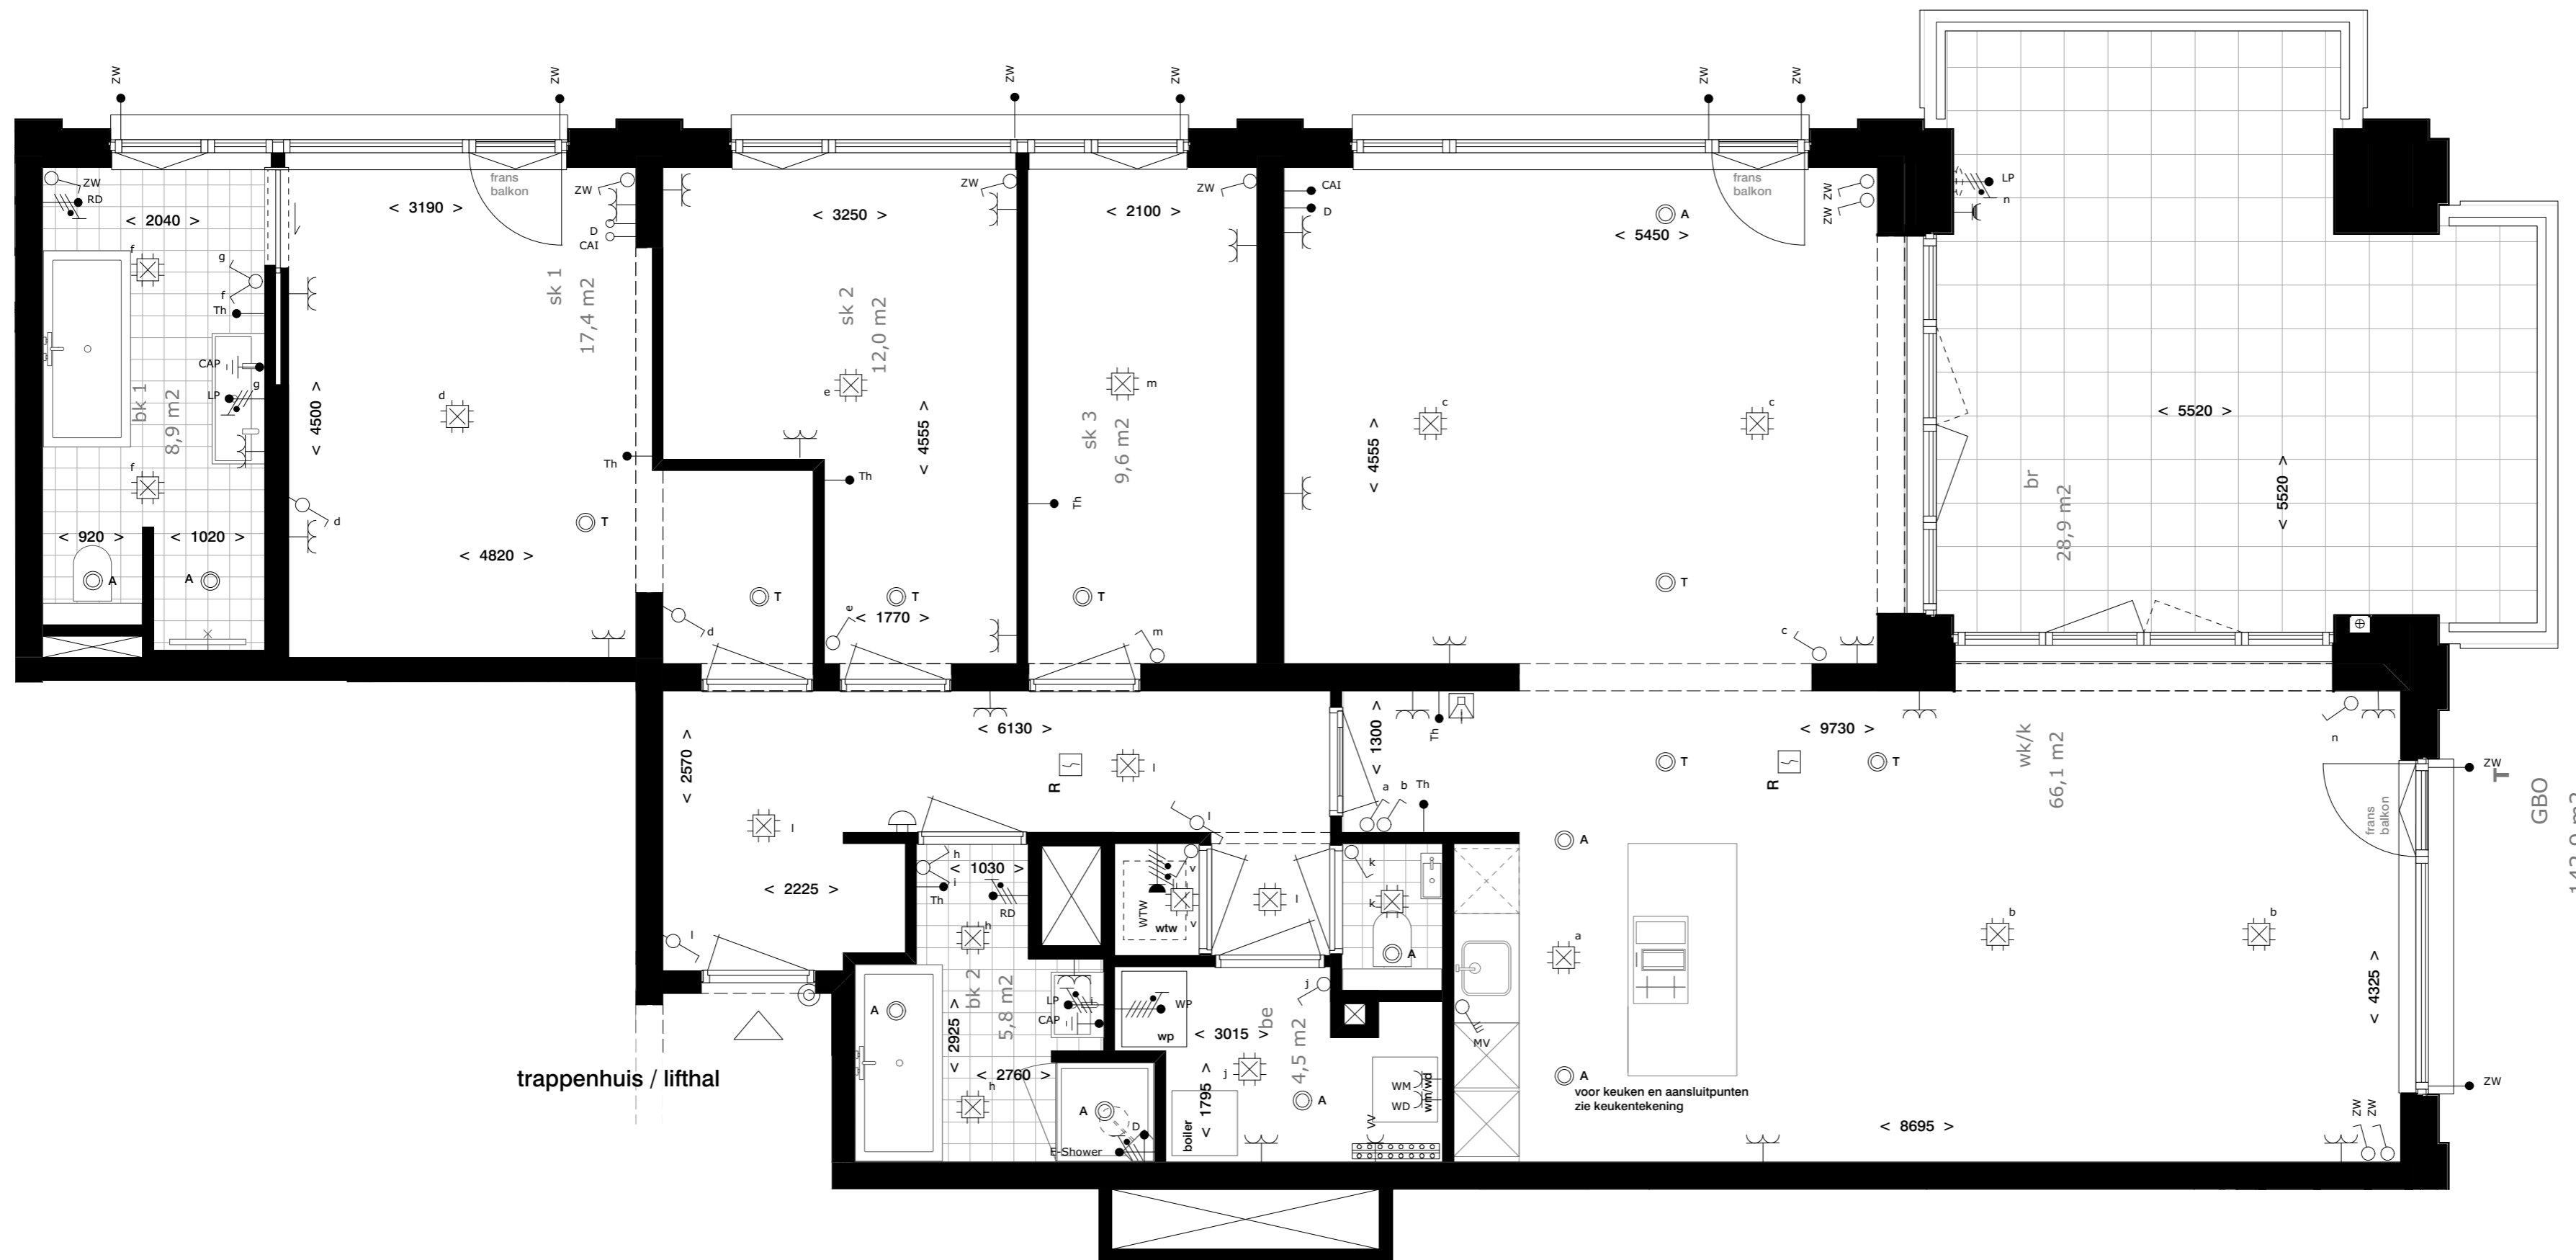 ZW
ZW
ZW
ZW
ZW
ZW
ZW
RD
< 2040 >
< 3190 >
frans
balkon
ZW
D
CAI
< 3250 >
ZW
< 2100 >
ZW
CAI
D
A
< 5450 >
frans
balkon
ZW
ZW
LP
n
f
g
f
Th
sk 1
17,4 m2
sk 2
12,0 m2
CAP
g
LP
bk 1
8,9 m2
< 4500 >
d
e
m
c
c
< 5520 >
sk 3
9,6 m2
< 4555 >
< 4555 >
Th
Th
Th
f
d
br
28,9 m2
< 5520 >
< 920 >
< 1020 >
T
< 4820 >
A
A
T
T
T
T
d
e
< 1770 >
m
c
< 2570 >
< 6130 >
R
l
< 1300 >
Th
T
< 9730 >
R
T
wk/k
66,1 m2
n
ZW
T
GBO
frans
balkon
a
b
Th
l
l
A
h
i
Th
< 1030 >
RD
h
< 2225 >
WTW
wtw
v
v
l
k
k
A
l
a
b
b
bk 2
5,8 m2
A
< 2925 >
LP
i
CAP
WP
wp
< 3015 >
be
4,5 m2
j
MV
< 4325 >
trappenhuis / lifthal
< 2760 >
h
A
D
E-Shower
boiler
< 1795 >
j
A
WM
WD
wm/wd
VV
A
voor keuken en aansluitpunten
zie keukentekening
< 8695 >
ZW
ZW
ZW